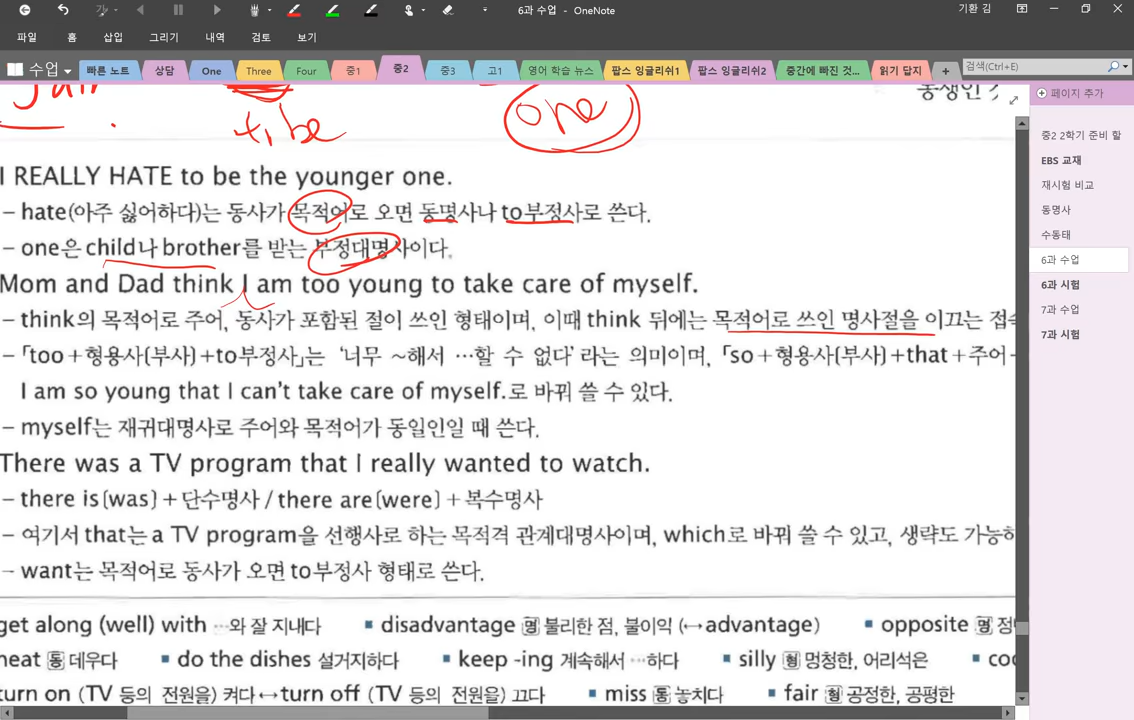 6과 수업 - OneNote
기환 김
파일 홈 삽입 그리기 내역 검토 보기
수업 빠른 노트 상담 One Three Four 중1 중2 중3 고1 영어 학습 뉴스 팝스 잉글리쉬1 팝스 잉글리쉬2 중간에 빠진 것... 읽기 답지 + 검색(Ctrl+E)
페이지 추가
중2 2학기 준비 할
EBS 교재
재시험 비교
동명사
수동태
6과 수업
6과 시험
7과 수업
7과 시험
동생인
one
to be
I REALLY HATE to be the younger one.
– hate(아주 싫어하다)는 동사가 목적어로 오면 동명사나 to부정사로 쓴다.
– one은 child나 brother를 받는 부정대명사이다.
Mom and Dad think I am too young to take care of myself.
– think의 목적어로 주어, 동사가 포함된 절이 쓰인 형태이며, 이때 think 뒤에는 목적어로 쓰인 명사절을 이끄는 접속
– 「too+형용사(부사)+to부정사」는 ‘너무 ~해서 …할 수 없다’라는 의미이며, 「so+형용사(부사)+that+주어
I am so young that I can’t take care of myself.로 바꿔 쓸 수 있다.
– myself는 재귀대명사로 주어와 목적어가 동일인일 때 쓴다.
There was a TV program that I really wanted to watch.
– there is(was)+단수명사 / there are(were)+복수명사
– 여기서 that는 a TV program을 선행사로 하는 목적격 관계대명사이며, which로 바꿔 쓸 수 있고, 생략도 가능하
– want는 목적어로 동사가 오면 to부정사 형태로 쓴다.
get along (well) with …와 잘 지내다 ▪ disadvantage 명 불리한 점, 불이익(↔advantage) ▪ opposite 명
heat 동 데우다 ▪ do the dishes 설거지하다 ▪ keep -ing 계속해서 …하다 ▪ silly 형 멍청한, 어리석은
turn on (TV 등의 전원을) 켜다↔turn off (TV 등의 전원을) 끄다 ▪ miss 동 놓치다 ▪ fair 형 공정한, 공평한